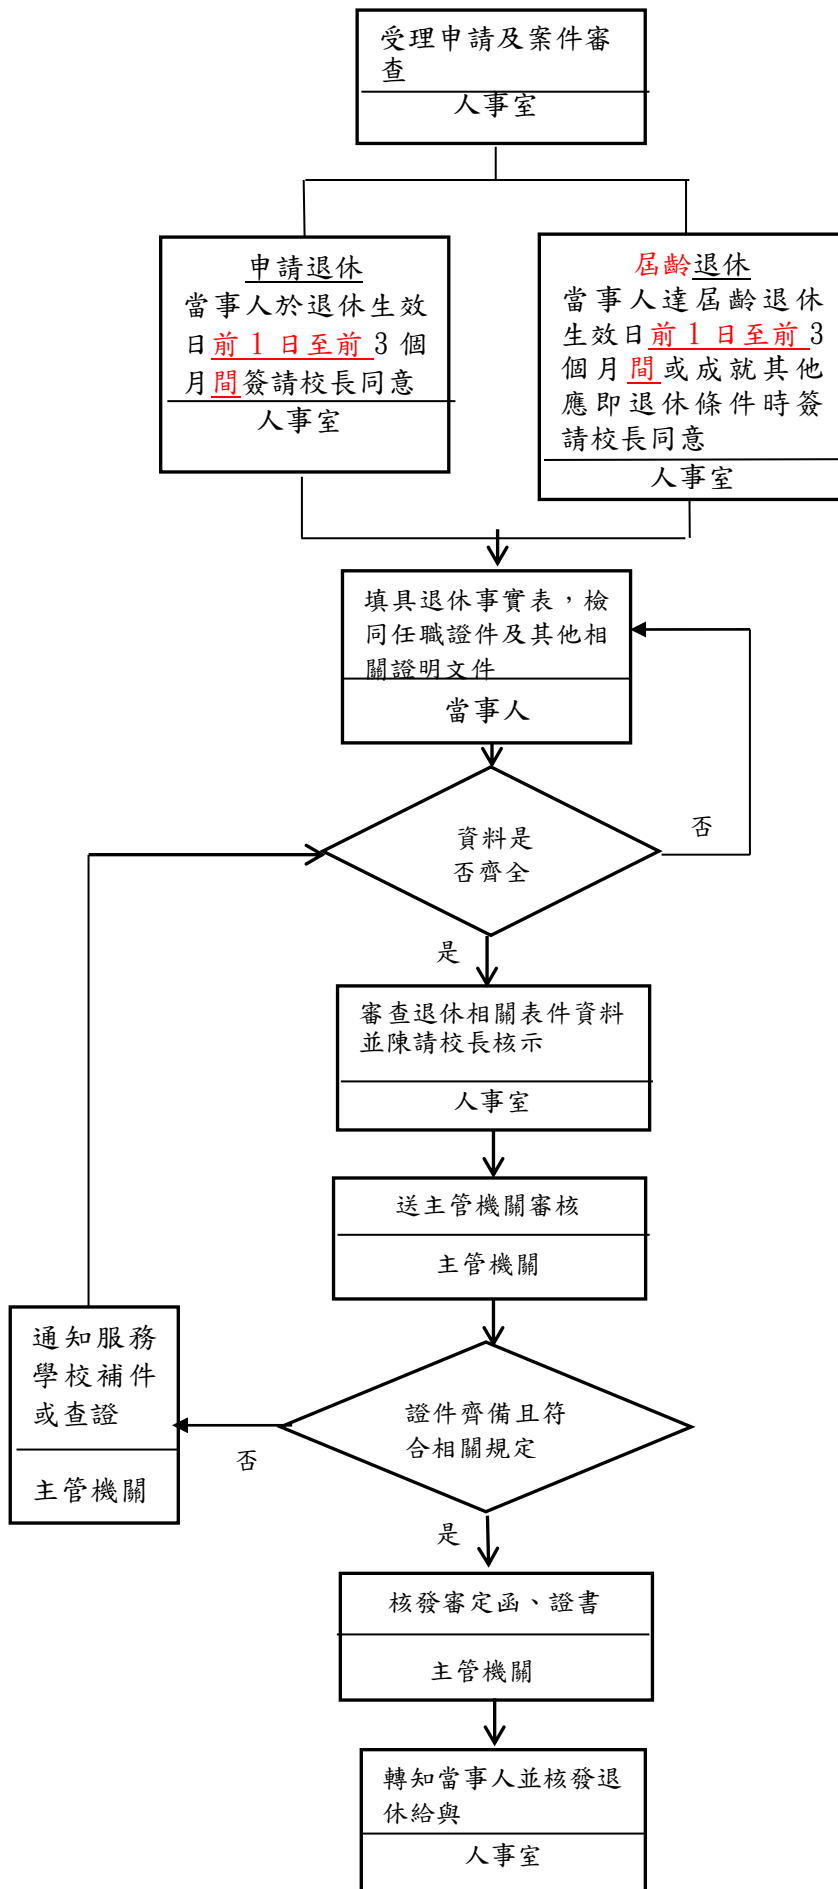 受理申請及案件審
查
人事室
申請退休
當事人於退休生效
日前 1 日至前 3 個
月間簽請校長同意
人事室
屆齡退休
當事人達屆齡退休
生效日前 1 日至前 3
個月間或成就其他
應即退休條件時簽
請校長同意
人事室
填具退休事實表，檢
同任職證件及其他相
關證明文件
當事人
資料是
否齊全
否
是
審查退休相關表件資料
並陳請校長核示
人事室
送主管機關審核
主管機關
通知服務
學校補件
或查證
主管機關
證件齊備且符
合相關規定
否
是
核發審定函、證書
主管機關
轉知當事人並核發退
休給與
人事室